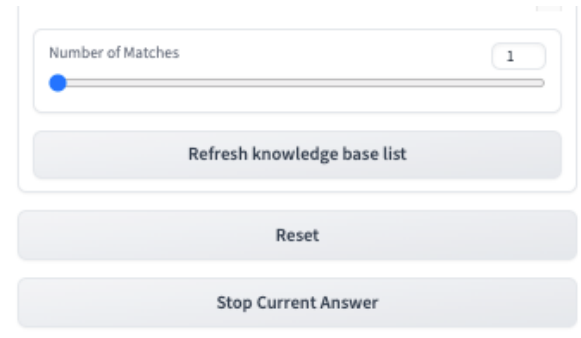 Number of Matches
1
Refresh knowledge base list
Reset
Stop Current Answer